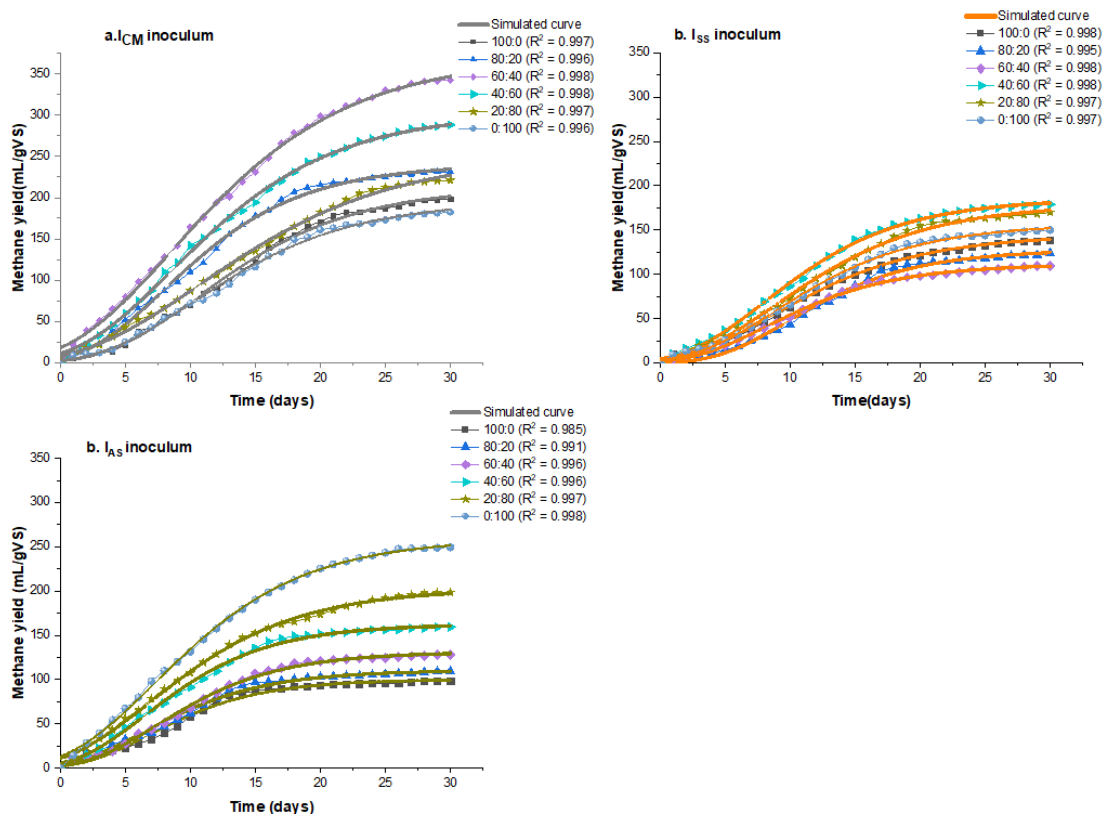 a.I_CM inoculum
Simulated curve
100:0 (R² = 0.997)
80:20 (R² = 0.996)
60:40 (R² = 0.998)
40:60 (R² = 0.998)
20:80 (R² = 0.997)
0:100 (R² = 0.996)
Methane yield(mL/gVS)
350
300
250
200
150
100
50
0
0 5 10 15 20 25 30
Time (days)
b. I_SS inoculum
Simulated curve
100:0 (R² = 0.998)
80:20 (R² = 0.995)
60:40 (R² = 0.998)
40:60 (R² = 0.998)
20:80 (R² = 0.997)
0:100 (R² = 0.997)
Methane yield(mL/gVS)
350
300
250
200
150
100
50
0
0 5 10 15 20 25 30
Time(days)
b. I_AS inoculum
Simulated curve
100:0 (R² = 0.985)
80:20 (R² = 0.991)
60:40 (R² = 0.996)
40:60 (R² = 0.996)
20:80 (R² = 0.997)
0:100 (R² = 0.998)
Methane yield (mL/gVS)
350
300
250
200
150
100
50
0
0 5 10 15 20 25 30
Time (days)